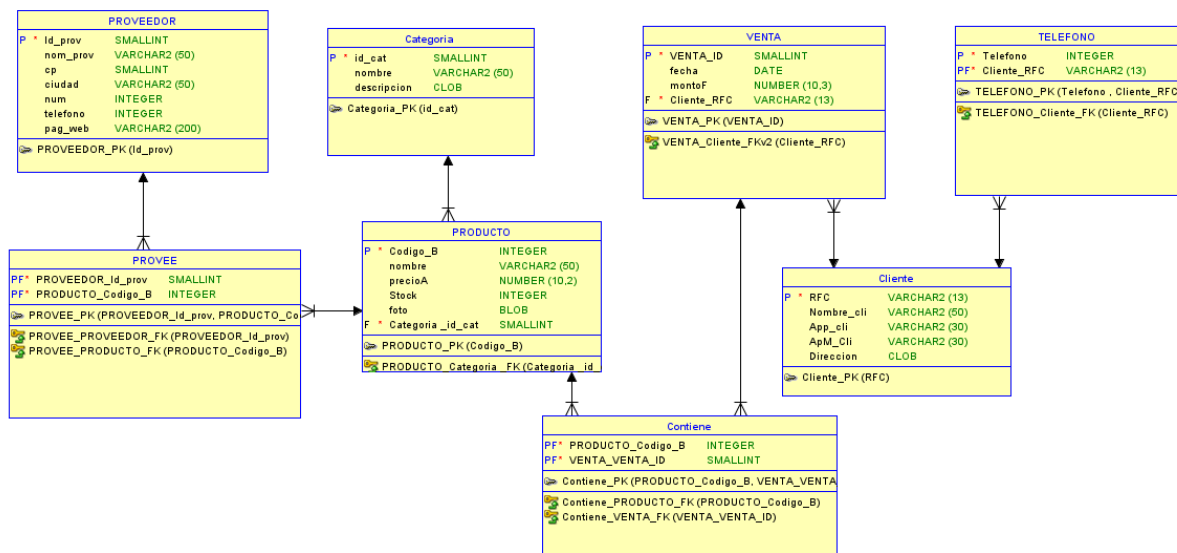 PROVEEDOR
P * Id_prov SMALLINT
nom_prov VARCHAR2 (50)
cp SMALLINT
ciudad VARCHAR2 (50)
num INTEGER
telefono INTEGER
pag_web VARCHAR2 (200)
PROVEEDOR_PK (Id_prov)
Categoria
P * id_cat SMALLINT
nombre VARCHAR2 (50)
descripcion CLOB
Categoria_PK (id_cat)
VENTA
P * VENTA_ID SMALLINT
fecha DATE
montoF NUMBER (10,3)
F * Cliente_RFC VARCHAR2 (13)
VENTA_PK (VENTA_ID)
VENTA_Cliente_FKv2 (Cliente_RFC)
TELEFONO
P * Telefono INTEGER
PF* Cliente_RFC VARCHAR2 (13)
TELEFONO_PK (Telefono , Cliente_RFC
TELEFONO_Cliente_FK (Cliente_RFC)
PROVEE
PF* PROVEEDOR_Id_prov SMALLINT
PF* PRODUCTO_Codigo_B INTEGER
PROVEE_PK (PROVEEDOR_Id_prov, PRODUCTO_Co
PROVEE_PROVEEDOR_FK (PROVEEDOR_Id_prov)
PROVEE_PRODUCTO_FK (PRODUCTO_Codigo_B)
PRODUCTO
P * Codigo_B INTEGER
nombre VARCHAR2 (50)
precioA NUMBER (10,2)
Stock INTEGER
foto BLOB
F * Categoria _id_cat SMALLINT
PRODUCTO_PK (Codigo_B)
PRODUCTO_Categoria _FK (Categoria _id_
Cliente
P * RFC VARCHAR2 (13)
Nombre_cli VARCHAR2 (50)
App_cli VARCHAR2 (30)
ApM_Cli VARCHAR2 (30)
Direccion CLOB
Cliente_PK (RFC)
Contiene
PF* PRODUCTO_Codigo_B INTEGER
PF* VENTA_VENTA_ID SMALLINT
Contiene_PK (PRODUCTO_Codigo_B, VENTA_VENTA
Contiene_PRODUCTO_FK (PRODUCTO_Codigo_B)
Contiene_VENTA_FK (VENTA_VENTA_ID)